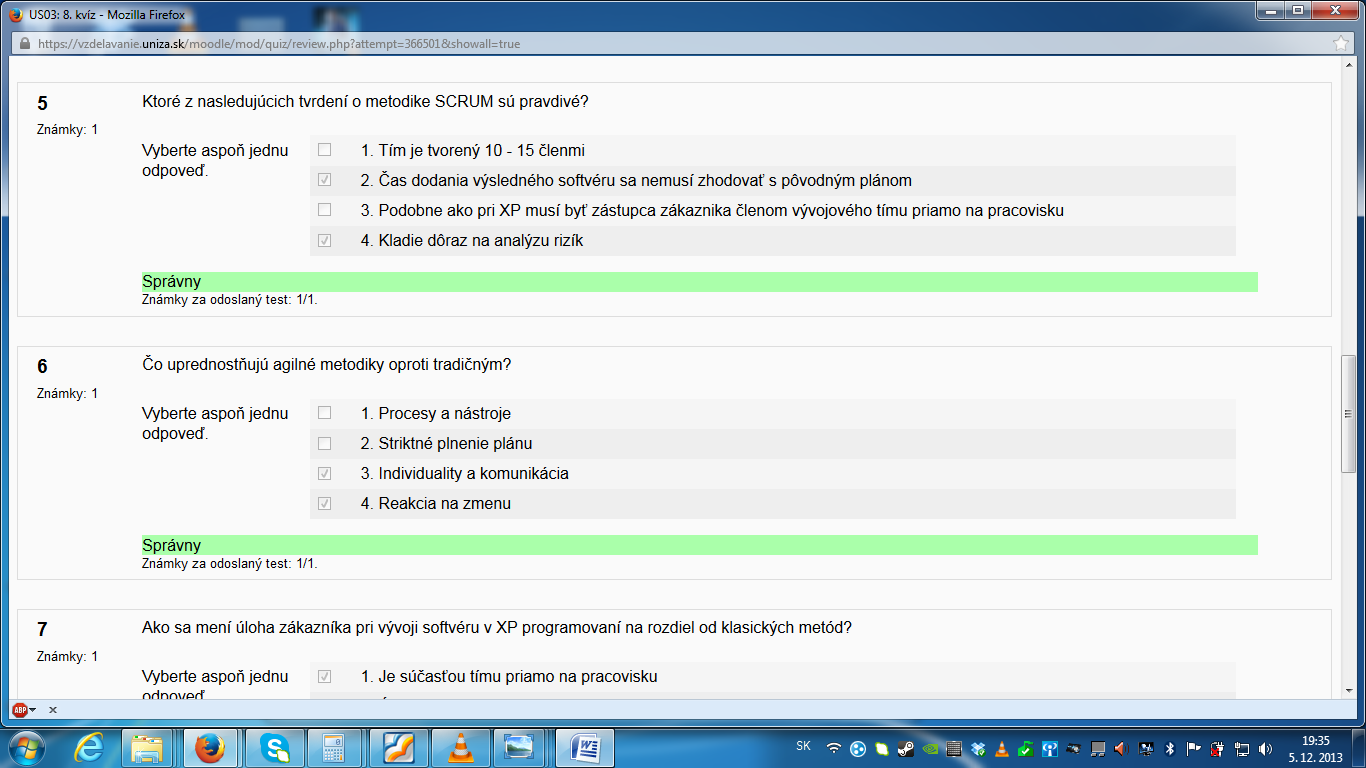 US03: 8. kvíz - Mozilla Firefox
https://vzdelavanie.uniza.sk/moodle/mod/quiz/review.php?attempt=366501&showall=true
5
Známky: 1
Ktoré z nasledujúcich tvrdení o metodike SCRUM sú pravdivé?
Vyberte aspoň jednu
odpoveď.
1. Tím je tvorený 10 - 15 členmi
2. Čas dodania výsledného softvéru sa nemusí zhodovať s pôvodným plánom
3. Podobne ako pri XP musí byť zástupca zákaznika členom vývojového tímu priamo na pracovisku
4. Kladie dôraz na analýzu rizík
Správny
Známky za odoslaný test: 1/1.
6
Známky: 1
Čo uprednostňujú agilné metodiky oproti tradičným?
Vyberte aspoň jednu
odpoveď.
1. Procesy a nástroje
2. Striktné plnenie plánu
3. Individuality a komunikácia
4. Reakcia na zmenu
Správny
Známky za odoslaný test: 1/1.
7
Známky: 1
Ako sa mení úloha zákazníka pri vývoji softvéru v XP programovaní na rozdiel od klasických metód?
Vyberte aspoň jednu
odpoveď.
1. Je súčasťou tímu priamo na pracovisku
ABP
SK
19:35
5. 12. 2013